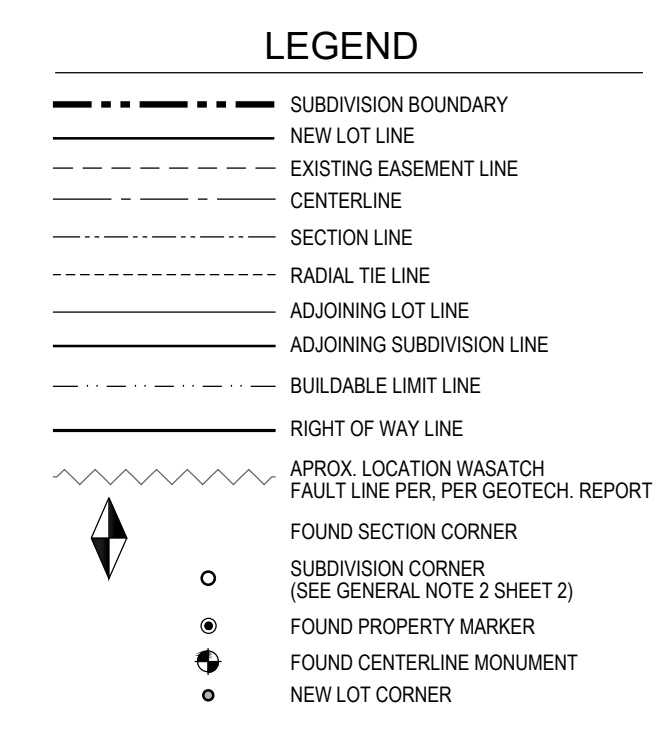 LEGEND
SUBDIVISION BOUNDARY
NEW LOT LINE
EXISTING EASEMENT LINE
CENTERLINE
SECTION LINE
RADIAL TIE LINE
ADJOINING LOT LINE
ADJOINING SUBDIVISION LINE
BUILDABLE LIMIT LINE
RIGHT OF WAY LINE
APROX. LOCATION WASATCH
FAULT LINE PER, PER GEOTECH. REPORT
FOUND SECTION CORNER
SUBDIVISION CORNER
(SEE GENERAL NOTE 2 SHEET 2)
FOUND PROPERTY MARKER
FOUND CENTERLINE MONUMENT
NEW LOT CORNER